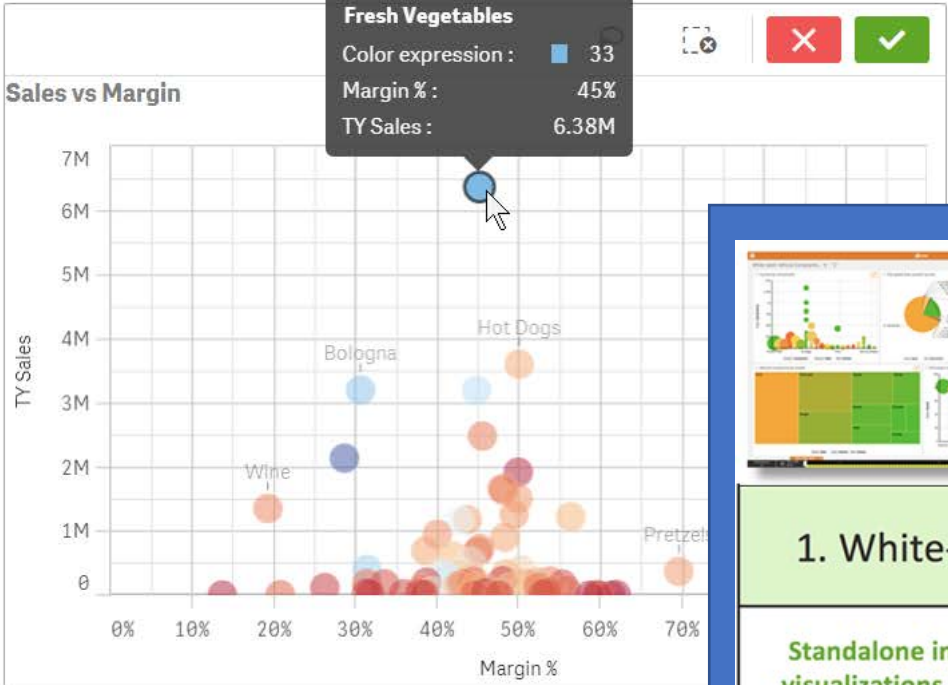 Fresh Vegetables
Color expression : 33
Margin % : 45%
TY Sales : 6.38M
Sales vs Margin
7M
6M
5M
4M
3M
2M
1M
0
TY Sales
Hot Dogs
Bologna
Wine
Pretzels
0% 10% 20% 30% 40% 50% 60% 70%
Margin %
1. White-
Standalone in
visualizations